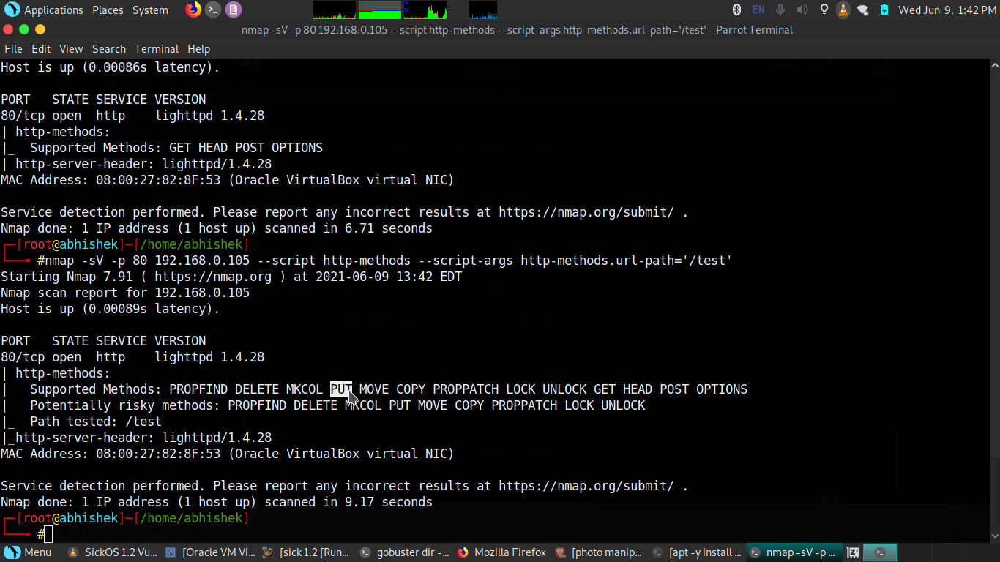 Applications Places System EN Wed Jun 9, 1:42 PM
nmap -sV -p 80 192.168.0.105 --script http-methods --script-args http-methods.url-path='/test' - Parrot Terminal
File Edit View Search Terminal Help
Host is up (0.00086s latency).
PORT   STATE SERVICE VERSION
80/tcp open  http    lighttpd 1.4.28
| http-methods:
|_  Supported Methods: GET HEAD POST OPTIONS
|_http-server-header: lighttpd/1.4.28
MAC Address: 08:00:27:82:8F:53 (Oracle VirtualBox virtual NIC)
Service detection performed. Please report any incorrect results at https://nmap.org/submit/ .
Nmap done: 1 IP address (1 host up) scanned in 6.71 seconds
[root@abhishek]─[/home/abhishek]
#nmap -sV -p 80 192.168.0.105 --script http-methods --script-args http-methods.url-path='/test'
Starting Nmap 7.91 ( https://nmap.org ) at 2021-06-09 13:42 EDT
Nmap scan report for 192.168.0.105
Host is up (0.00089s latency).
PORT   STATE SERVICE VERSION
80/tcp open  http    lighttpd 1.4.28
| http-methods:
|   Supported Methods: PROPFIND DELETE MKCOL PUT MOVE COPY PROPPATCH LOCK UNLOCK GET HEAD POST OPTIONS
|   Potentially risky methods: PROPFIND DELETE MKCOL PUT MOVE COPY PROPPATCH LOCK UNLOCK
|_  Path tested: /test
|_http-server-header: lighttpd/1.4.28
MAC Address: 08:00:27:82:8F:53 (Oracle VirtualBox virtual NIC)
Service detection performed. Please report any incorrect results at https://nmap.org/submit/ .
Nmap done: 1 IP address (1 host up) scanned in 9.17 seconds
[root@abhishek]─[/home/abhishek]
#
Menu SickOS 1.2 Vu... [Oracle VM Vi... [sick1.2 [Run... gobuster dir -... Mozilla Firefox [photo manip... [apt -y install ... nmap -sV -p ...